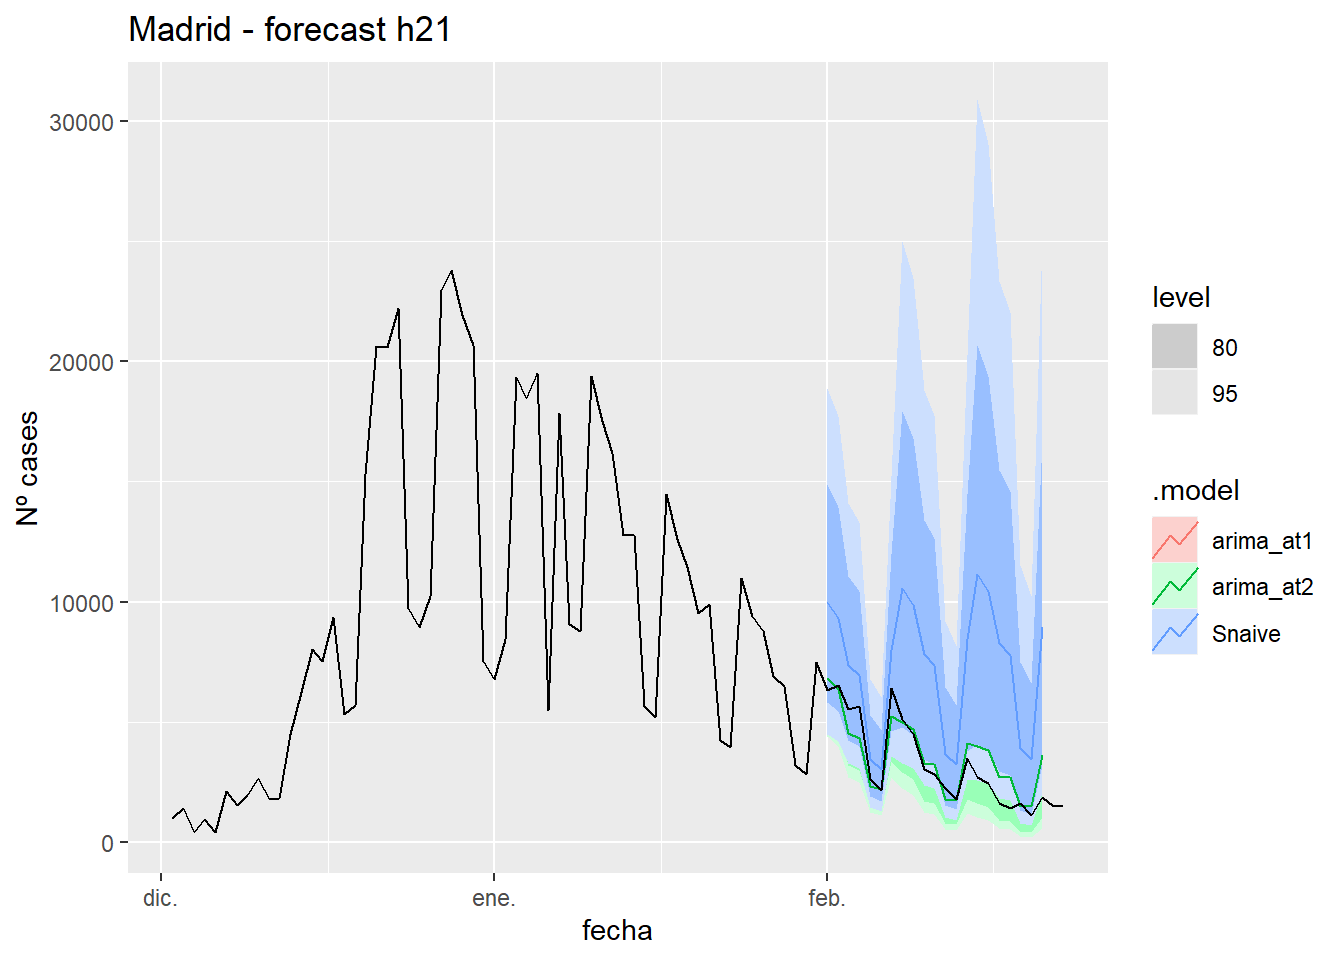 Madrid - forecast h21
30000
20000
10000
0
Nº cases
dic.
ene.
feb.
fecha
level
80
95
.model
arima_at1
arima_at2
Snaive